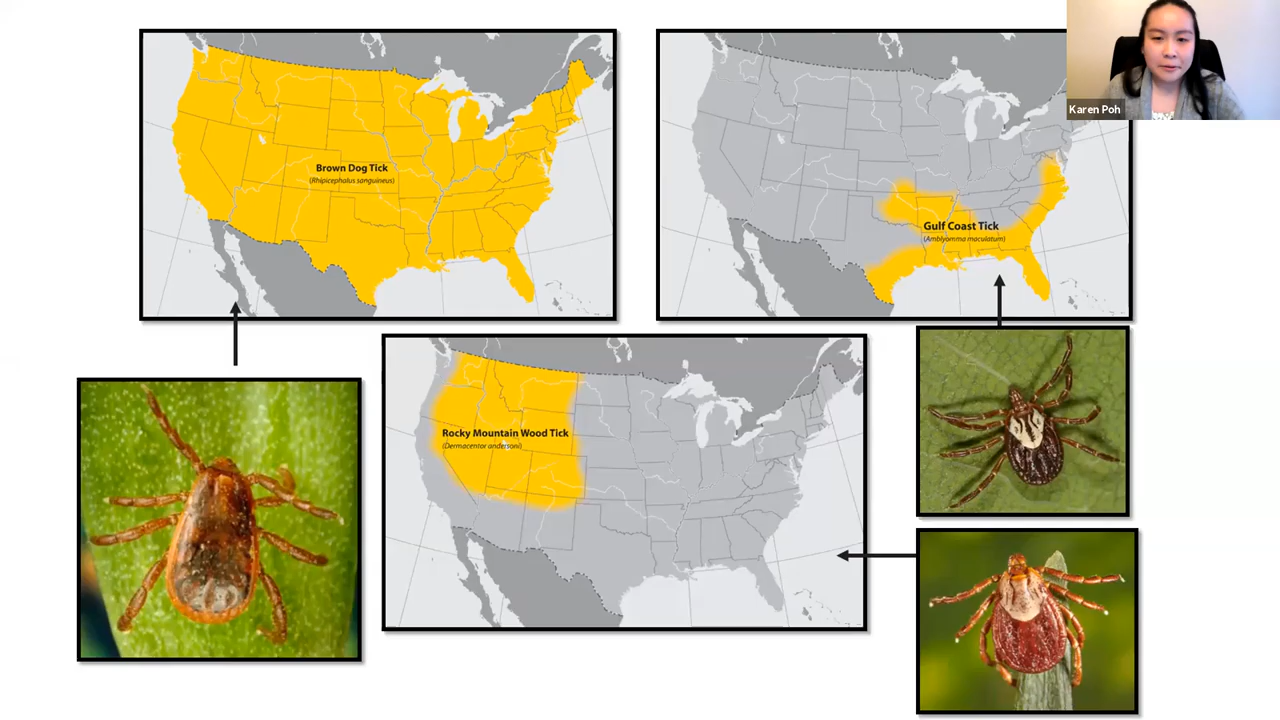 Karen Poh
Brown Dog Tick
(Rhipicephalus sanguineus)
Gulf Coast Tick
(Amblyomma maculatum)
Rocky Mountain Wood Tick
(Dermacentor andersoni)